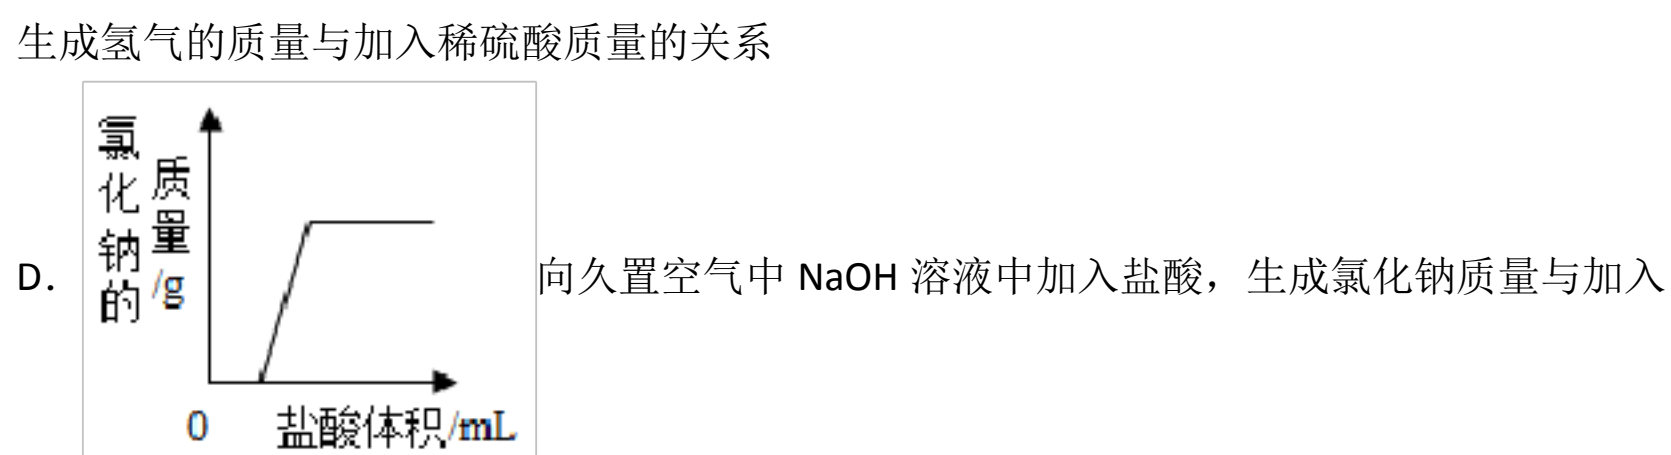 生成氢气的质量与加入稀硫酸质量的关系
D.
氯化钠的
质量/g
0
盐酸体积/mL
向久置空气中 NaOH 溶液中加入盐酸，生成氯化钠质量与加入